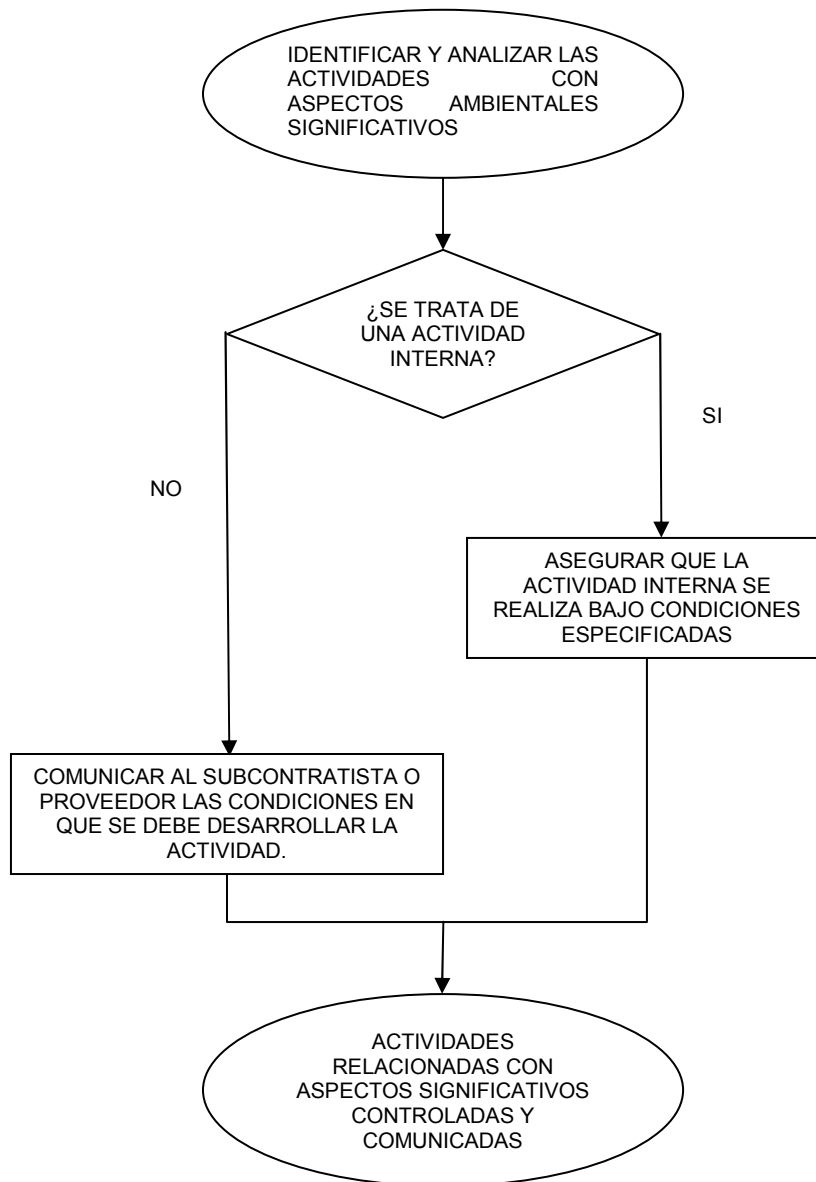 IDENTIFICAR Y ANALIZAR LAS
ACTIVIDADES CON
ASPECTOS AMBIENTALES
SIGNIFICATIVOS
¿SE TRATA DE
UNA ACTIVIDAD
INTERNA?
SI
NO
ASEGURAR QUE LA
ACTIVIDAD INTERNA SE
REALIZA BAJO CONDICIONES
ESPECIFICADAS
COMUNICAR AL SUBCONTRATISTA O
PROVEEDOR LAS CONDICIONES EN
QUE SE DEBE DESARROLLAR LA
ACTIVIDAD.
ACTIVIDADES
RELACIONADAS CON
ASPECTOS SIGNIFICATIVOS
CONTROLADAS Y
COMUNICADAS